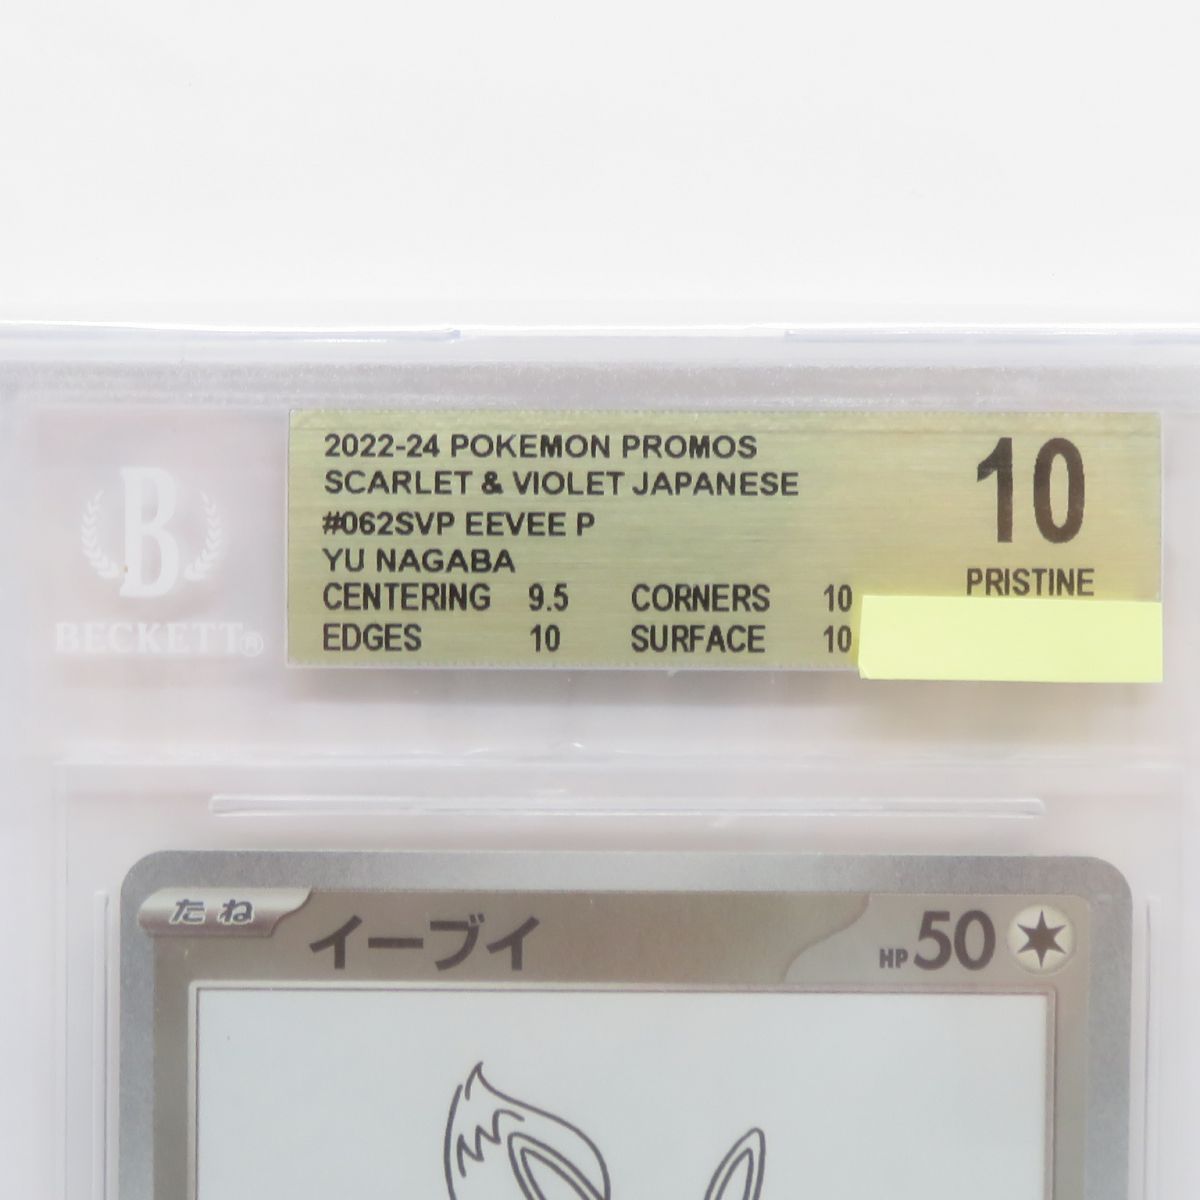 2022-24 POKEMON PROMOS
SCARLET & VIOLET JAPANESE
#062SVP EEVEE P
YU NAGABA
CENTERING 9.5 CORNERS 10
EDGES 10 SURFACE 10
10
PRISTINE
B
BECKETT®
たね イーブイ HP 50